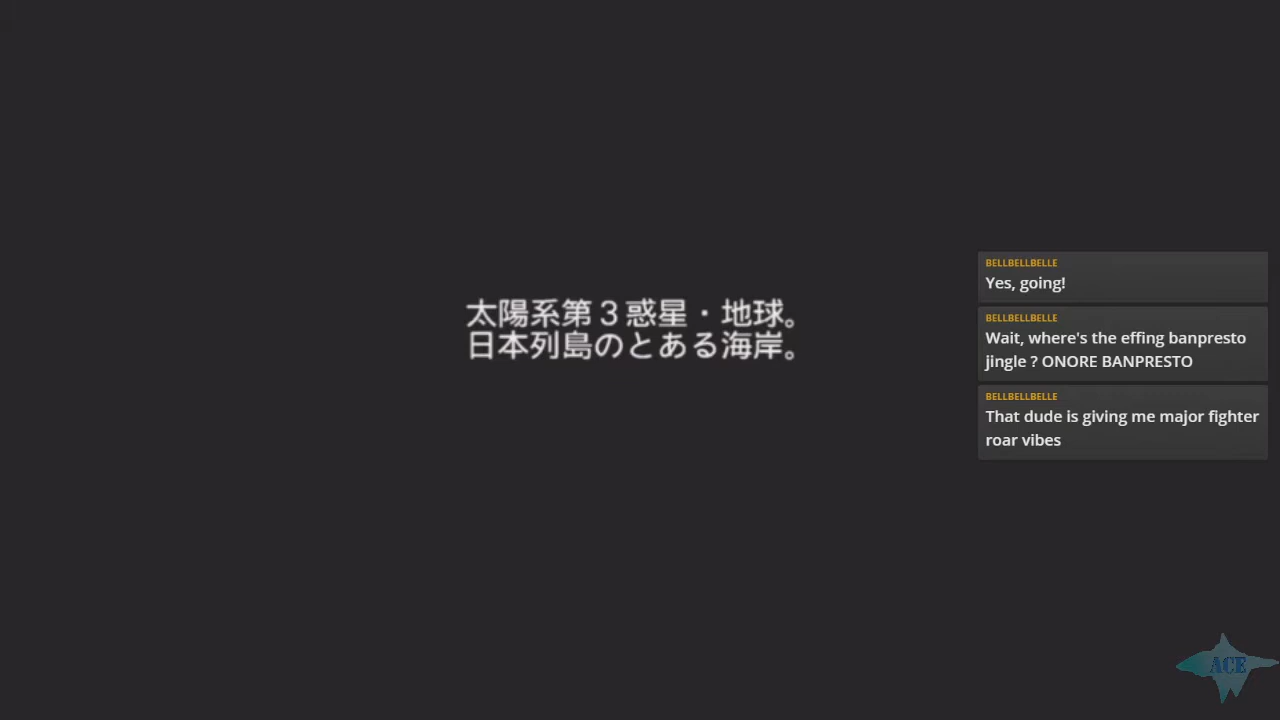 太陽系第３惑星・地球。
日本列島のとある海岸。
BELLBELLBELLE
Yes, going!
BELLBELLBELLE
Wait, where's the effing banpresto
jingle ? ONORE BANPRESTO
BELLBELLBELLE
That dude is giving me major fighter
roar vibes
ACE